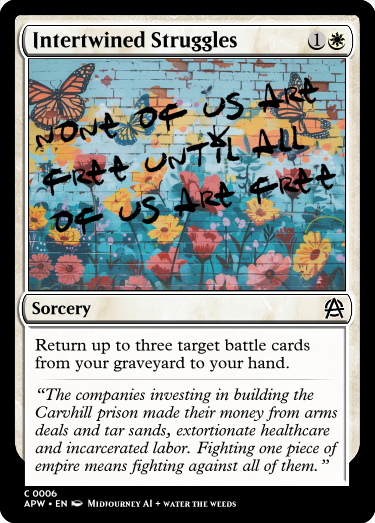 Intertwined Struggles 1
NONE OF US ARE
FREE UNTIL ALL
OF US ARE FREE
Sorcery
Return up to three target battle cards
from your graveyard to your hand.
“The companies investing in building the
Carvhill prison made their money from arms
deals and tar sands, extortionate healthcare
and incarcerated labor. Fighting one piece of
empire means fighting against all of them.”
C 0006
APW • EN Midjourney AI + water the weeds